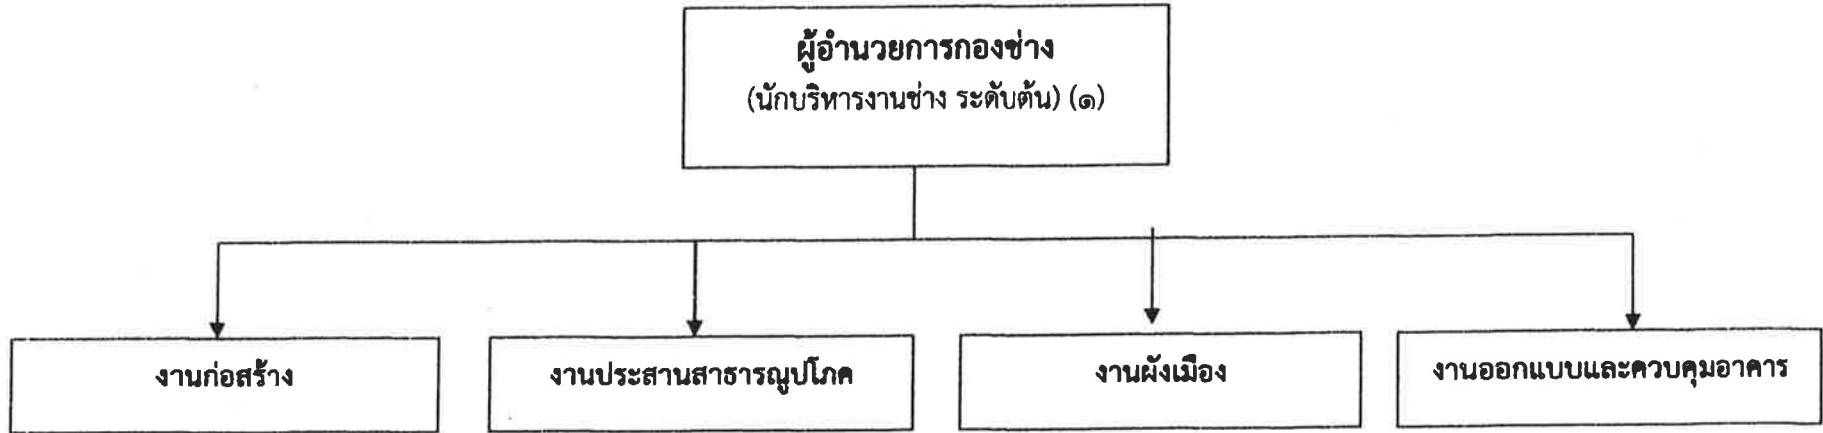 ผู้อำนวยการกองช่าง
(นักบริหารงานช่าง ระดับต้น) (๑)
งานก่อสร้าง
งานประสานสาธารณูปโภค
งานผังเมือง
งานออกแบบและควบคุมอาคาร